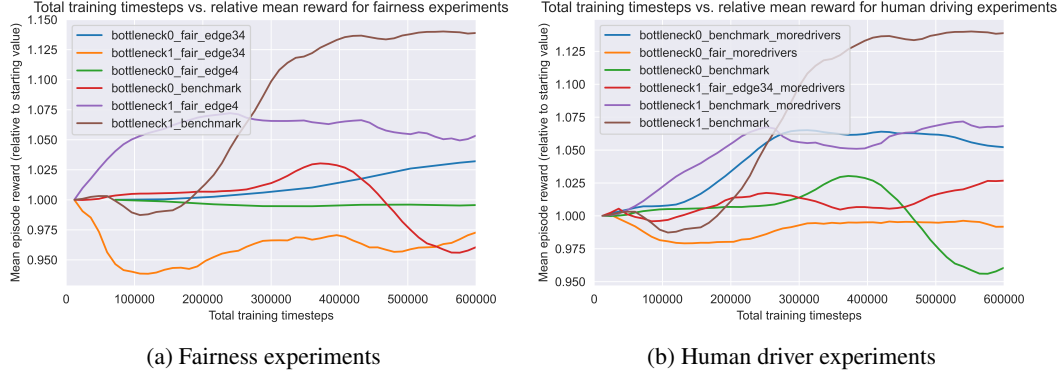 Total training timesteps vs. relative mean reward for fairness experiments
Mean episode reward (relative to starting value)
1.150
1.125
1.100
1.075
1.050
1.025
1.000
0.975
0.950
bottleneck0_fair_edge34
bottleneck1_fair_edge34
bottleneck0_fair_edge4
bottleneck0_benchmark
bottleneck1_fair_edge4
bottleneck1_benchmark
0 100000 200000 300000 400000 500000 600000
Total training timesteps
(a) Fairness experiments
Total training timesteps vs. relative mean reward for human driving experiments
Mean episode reward (relative to starting value)
1.125
1.100
1.075
1.050
1.025
1.000
0.975
0.950
bottleneck0_benchmark_moredrivers
bottleneck0_fair_moredrivers
bottleneck0_benchmark
bottleneck1_fair_edge34_moredrivers
bottleneck1_benchmark_moredrivers
bottleneck1_benchmark
0 100000 200000 300000 400000 500000 600000
Total training timesteps
(b) Human driver experiments